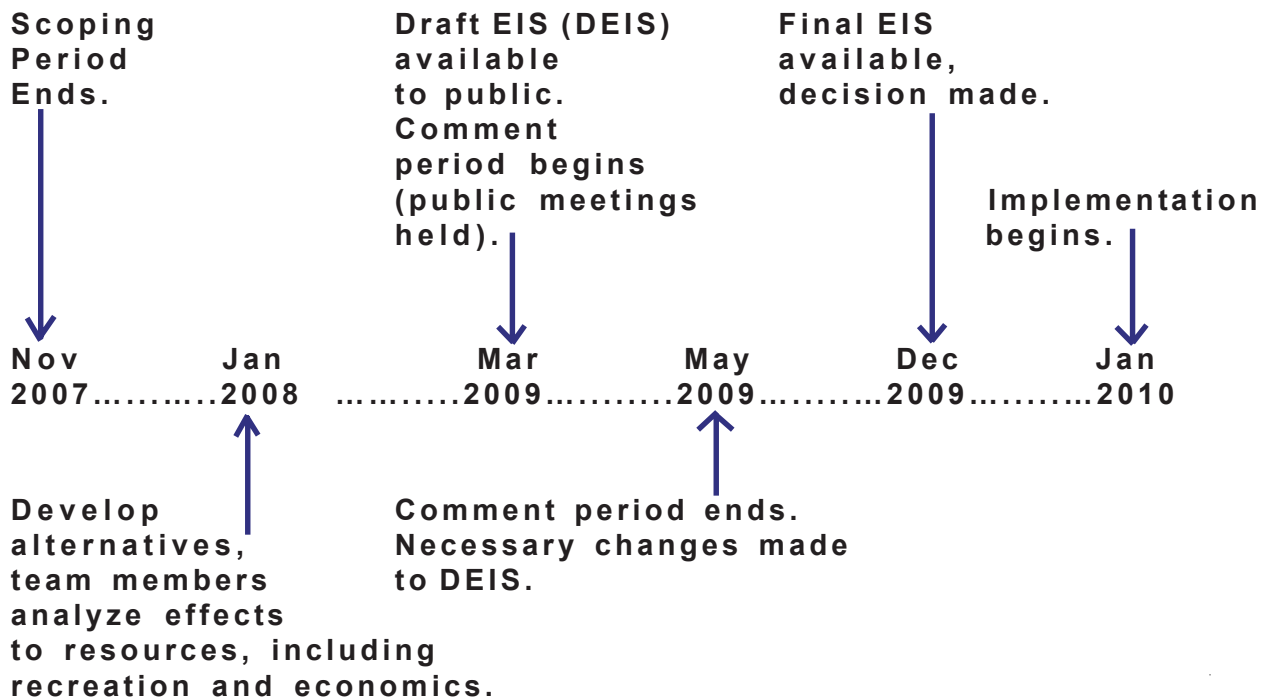 Scoping
Period
Ends.
Draft EIS (DEIS)
available
to public.
Comment
period begins
(public meetings
held).
Final EIS
available,
decision made.
Implementation
begins.
Nov Jan Mar May Dec Jan
2007..........2008 ...........2009............2009............2009............2010
Develop
alternatives,
team members
analyze effects
to resources, including
recreation and economics.
Comment period ends.
Necessary changes made
to DEIS.